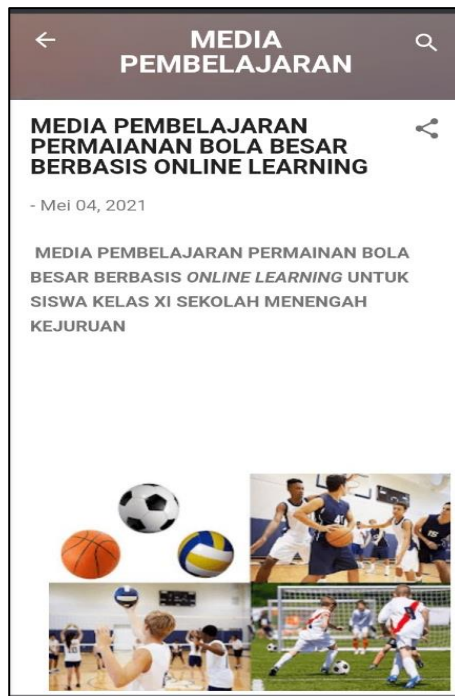 MEDIA
PEMBELAJARAN
MEDIA PEMBELAJARAN
PERMAIANAN BOLA BESAR
BERBASIS ONLINE LEARNING
- Mei 04, 2021
MEDIA PEMBELAJARAN PERMAINAN BOLA
BESAR BERBASIS ONLINE LEARNING UNTUK
SISWA KELAS XI SEKOLAH MENENGAH
KEJURUAN